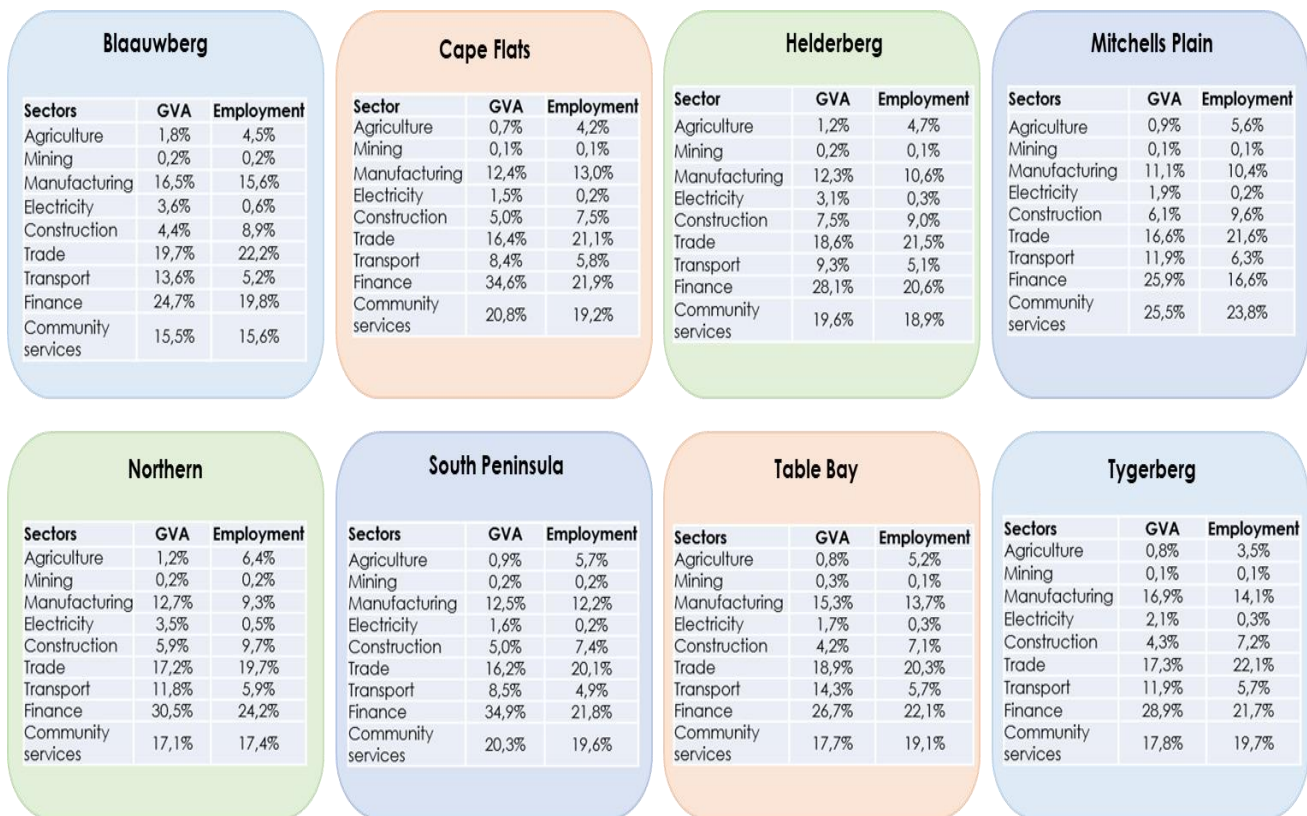 Blaauwberg
Sectors GVA Employment
Agriculture 1,8% 4,5%
Mining 0,2% 0,2%
Manufacturing 16,5% 15,6%
Electricity 3,6% 0,6%
Construction 4,4% 8,9%
Trade 19,7% 22,2%
Transport 13,6% 5,2%
Finance 24,7% 19,8%
Community
services 15,5% 15,6%
Cape Flats
Sector GVA Employment
Agriculture 0,7% 4,2%
Mining 0,1% 0,1%
Manufacturing 12,4% 13,0%
Electricity 1,5% 0,2%
Construction 5,0% 7,5%
Trade 16,4% 21,1%
Transport 8,4% 5,8%
Finance 34,6% 21,9%
Community
services 20,8% 19,2%
Helderberg
Sector GVA Employment
Agriculture 1,2% 4,7%
Mining 0,2% 0,1%
Manufacturing 12,3% 10,6%
Electricity 3,1% 0,3%
Construction 7,5% 9,0%
Trade 18,6% 21,5%
Transport 9,3% 5,1%
Finance 28,1% 20,6%
Community
services 19,6% 18,9%
Mitchells Plain
Sectors GVA Employment
Agriculture 0,9% 5,6%
Mining 0,1% 0,1%
Manufacturing 11,1% 10,4%
Electricity 1,9% 0,2%
Construction 6,1% 9,6%
Trade 16,6% 21,6%
Transport 11,9% 6,3%
Finance 25,9% 16,6%
Community
services 25,5% 23,8%
Northern
Sectors GVA Employment
Agriculture 1,2% 6,4%
Mining 0,2% 0,2%
Manufacturing 12,7% 9,3%
Electricity 3,5% 0,5%
Construction 5,9% 9,7%
Trade 17,2% 19,7%
Transport 11,8% 5,9%
Finance 30,5% 24,2%
Community
services 17,1% 17,4%
South Peninsula
Sectors GVA Employment
Agriculture 0,9% 5,7%
Mining 0,2% 0,2%
Manufacturing 12,5% 12,2%
Electricity 1,6% 0,2%
Construction 5,0% 7,4%
Trade 16,2% 20,1%
Transport 8,5% 4,9%
Finance 34,9% 21,8%
Community
services 20,3% 19,6%
Table Bay
Sectors GVA Employment
Agriculture 0,8% 5,2%
Mining 0,3% 0,1%
Manufacturing 15,3% 13,7%
Electricity 1,7% 0,3%
Construction 4,2% 7,1%
Trade 18,9% 20,3%
Transport 14,3% 5,7%
Finance 26,7% 22,1%
Community
services 17,7% 19,1%
Tygerberg
Sectors GVA Employment
Agriculture 0,8% 3,5%
Mining 0,1% 0,1%
Manufacturing 16,9% 14,1%
Electricity 2,1% 0,3%
Construction 4,3% 7,2%
Trade 17,3% 22,1%
Transport 11,9% 5,7%
Finance 28,9% 21,7%
Community
services 17,8% 19,7%